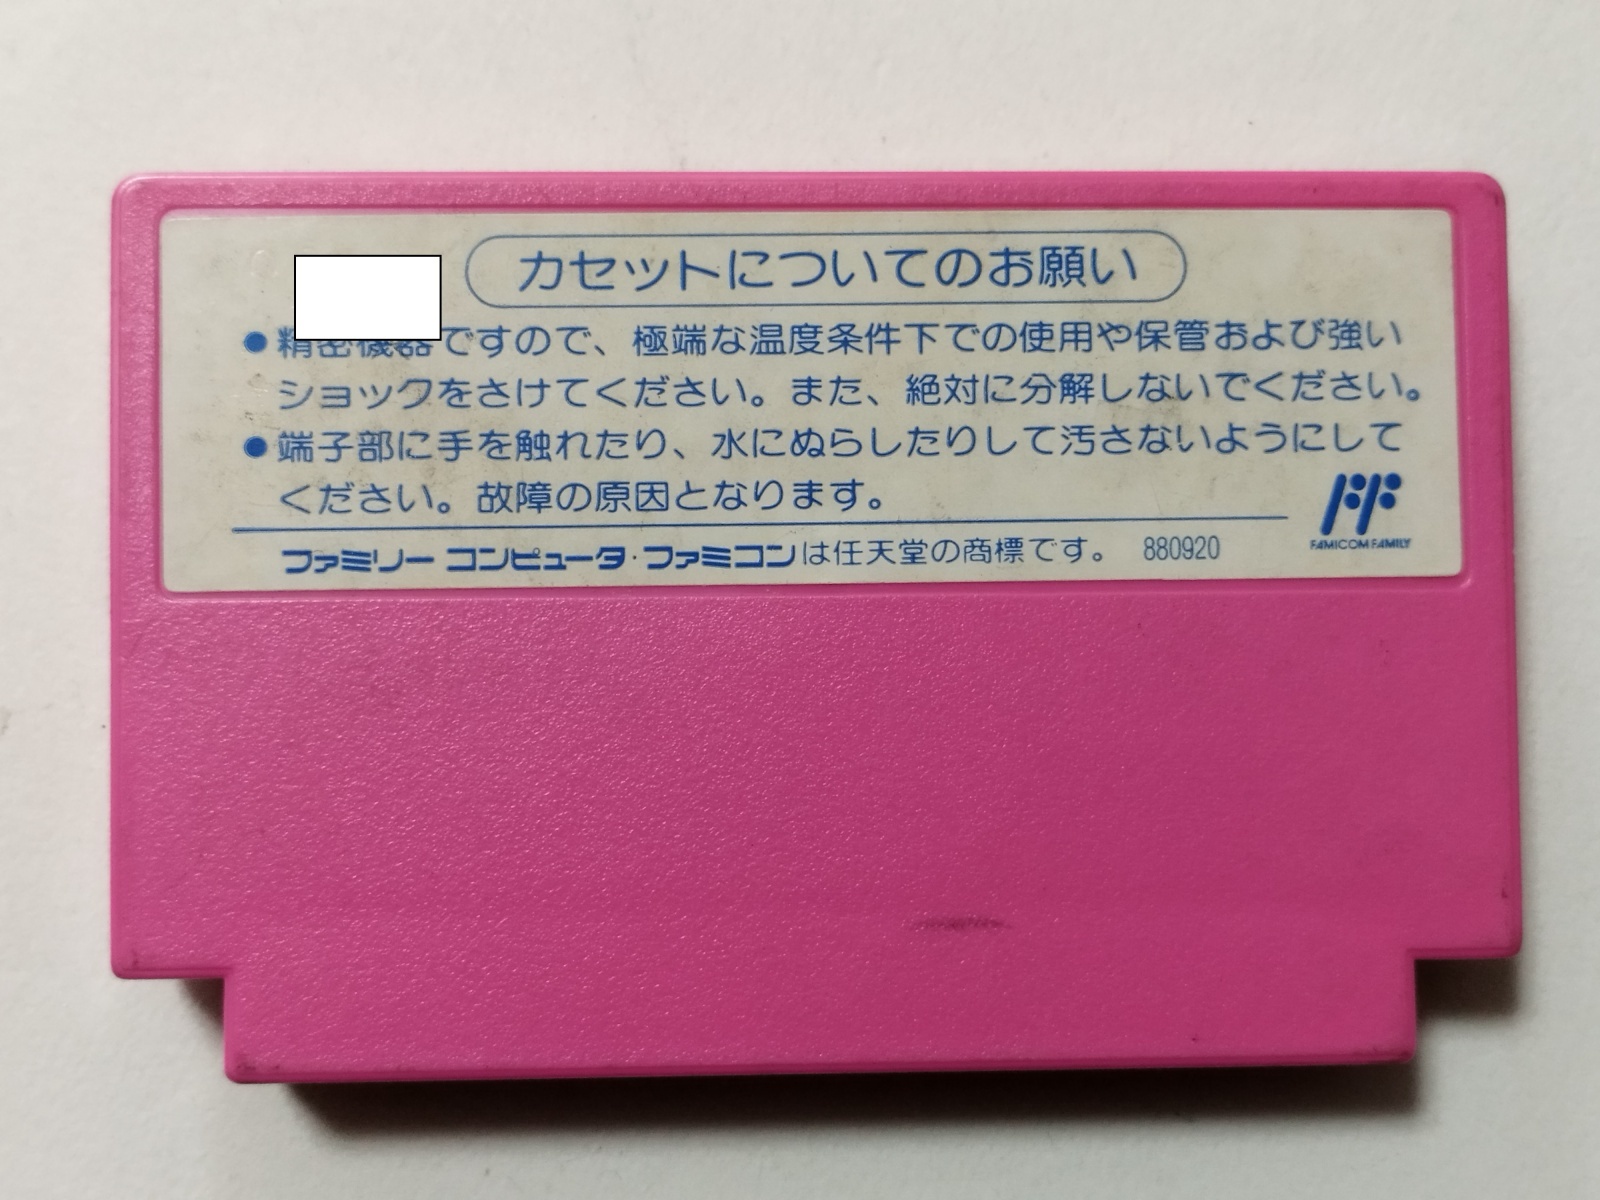 カセットについてのお願い
●精密機器ですので、極端な温度条件下での使用や保管および強い
ショックをさけてください。また、絶対に分解しないでください。
●端子部に手を触れたり、水にぬらしたりして汚さないようにして
ください。故障の原因となります。
FAMICOM FAMILY
ファミリー コンピュータ・ファミコンは任天堂の商標です。 880920